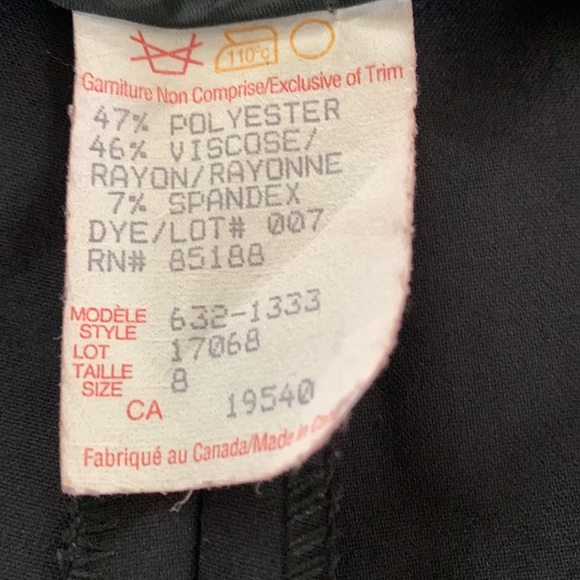 110°C
Garniture Non Comprise/Exclusive of Trim
47% POLYESTER
46% VISCOSE/
RAYON/RAYONNE
7% SPANDEX
DYE/LOT# 007
RN# 85188
MODÈLE
STYLE 632-1333
LOT 17068
TAILLE
SIZE 8
CA 19540
Fabriqué au Canada/Made in